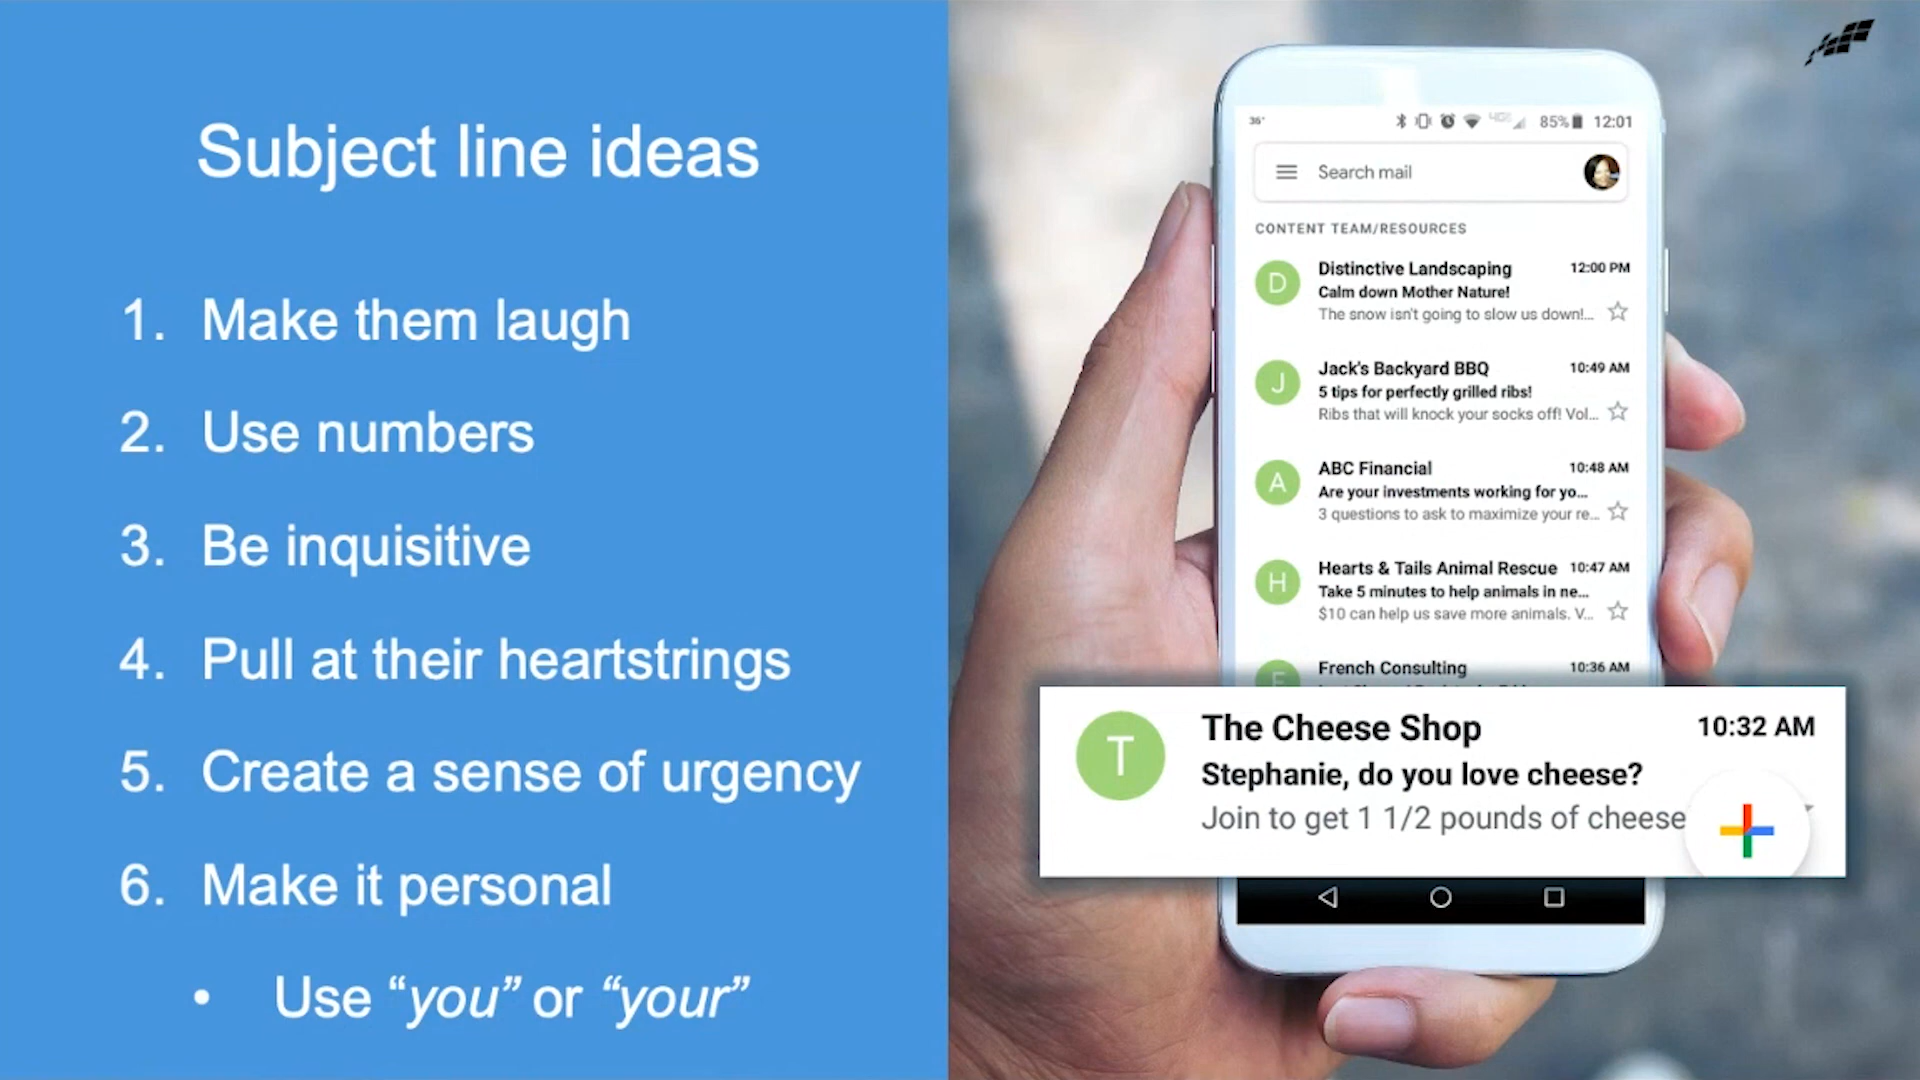 Subject line ideas
1. Make them laugh
2. Use numbers
3. Be inquisitive
4. Pull at their heartstrings
5. Create a sense of urgency
6. Make it personal
• Use “you” or “your”
36°
85% 12:01
Search mail
CONTENT TEAM/RESOURCES
D
Distinctive Landscaping 12:00 PM
Calm down Mother Nature!
The snow isn't going to slow us down!...
J
Jack's Backyard BBQ 10:49 AM
5 tips for perfectly grilled ribs!
Ribs that will knock your socks off! Vol...
A
ABC Financial 10:48 AM
Are your investments working for yo...
3 questions to ask to maximize your re...
H
Hearts & Tails Animal Rescue 10:47 AM
Take 5 minutes to help animals in ne...
$10 can help us save more animals. V...
French Consulting 10:36 AM
T
The Cheese Shop 10:32 AM
Stephanie, do you love cheese?
Join to get 1 1/2 pounds of cheese